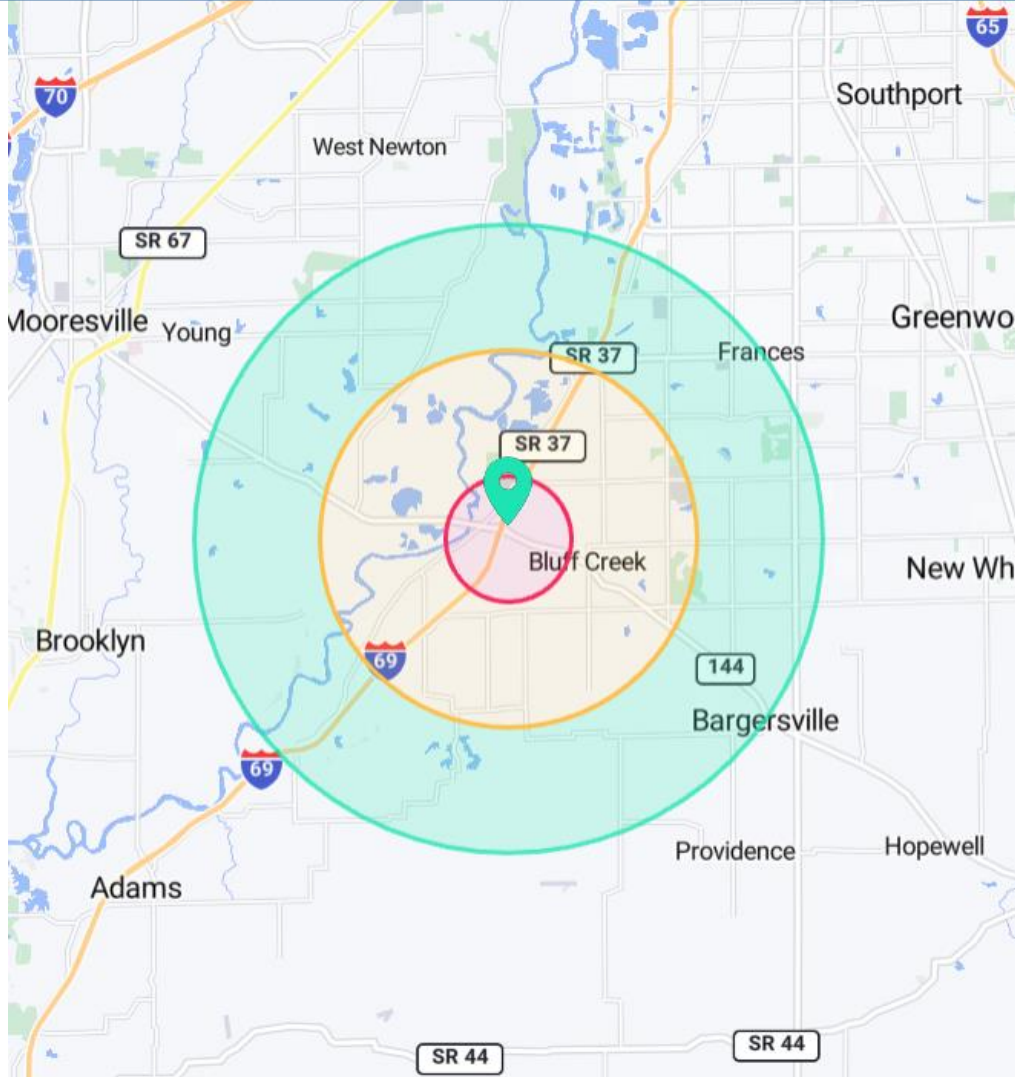 65
70
Southport
West Newton
SR 67
Mooresville
Young
Greenwo
SR 37
Frances
SR 37
Bluff Creek
New Wh
Brooklyn
69
144
Bargersville
69
Providence
Hopewell
Adams
SR 44
SR 44